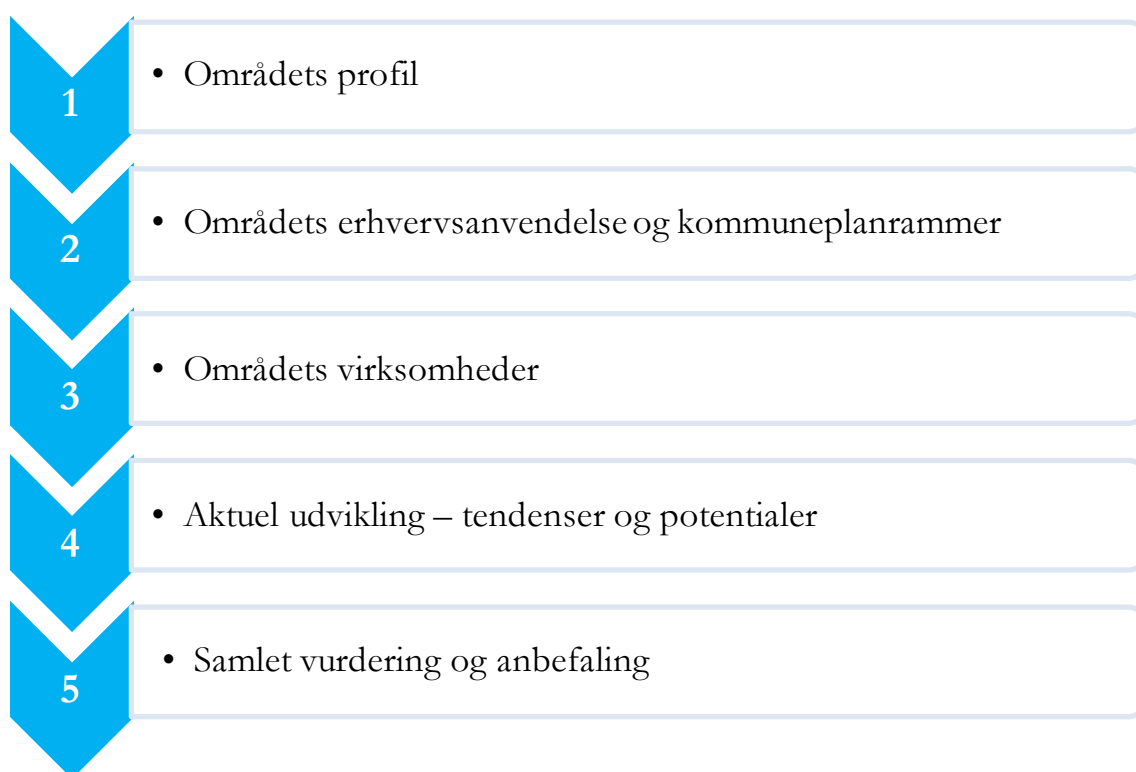 1
• Områdets profil
2
• Områdets erhvervsanvendelse og kommuneplanrammer
3
• Områdets virksomheder
4
• Aktuel udvikling – tendenser og potentialer
5
• Samlet vurdering og anbefaling